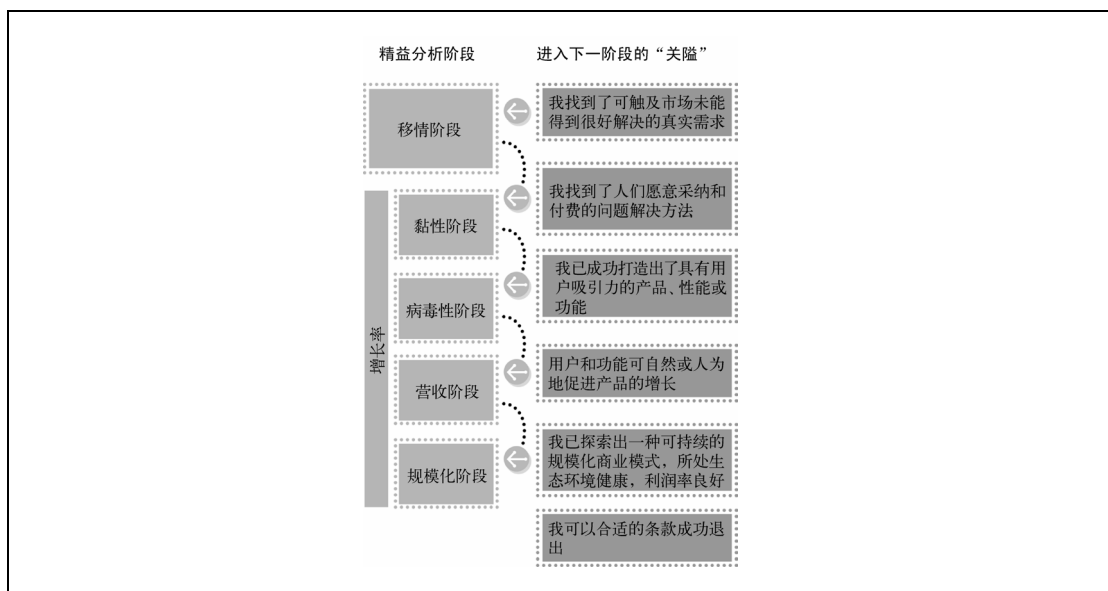 精益分析阶段
进入下一阶段的“关隘”
移情阶段
我找到了可触及市场未能
得到很好解决的真实需求
增长率
黏性阶段
我找到了人们愿意采纳和
付费的问题解决方法
病毒性阶段
我已成功打造出了具有用
户吸引力的产品、性能或
功能
营收阶段
用户和功能可自然或人为
地促进产品的增长
规模化阶段
我已探索出一种可持续的
规模化商业模式，所处生
态环境健康，利润率良好
我可以合适的条款成功退
出